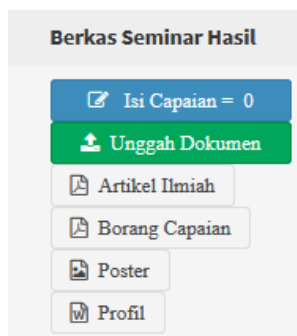 Berkas Seminar Hasil
Isi Capaian = 0
Unggah Dokumen
Artikel Ilmiah
Borang Capaian
Poster
Profil